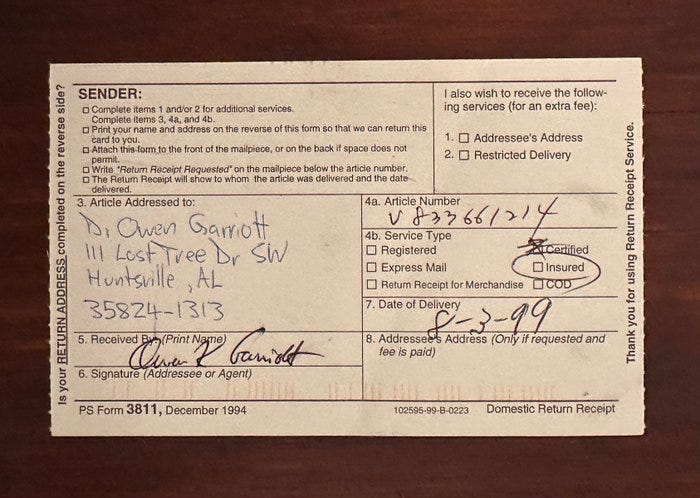 Is your RETURN ADDRESS completed on the reverse side?
SENDER:
☐ Complete items 1 and/or 2 for additional services.
Complete items 3, 4a, and 4b.
☐ Print your name and address on the reverse of this form so that we can return this
card to you.
☐ Attach this form to the front of the mailpiece, or on the back if space does not
permit.
☐ Write "Return Receipt Requested" on the mailpiece below the article number.
☐ The Return Receipt will show to whom the article was delivered and the date
delivered.
I also wish to receive the follow-
ing services (for an extra fee):
1. ☐ Addressee's Address
2. ☐ Restricted Delivery
3. Article Addressed to:
Dr Owen Garriott
111 Lost Tree Dr SW
Huntsville, AL
35824-1313
4a. Article Number
V 833661214
4b. Service Type
☐ Registered ☒ Certified
☐ Express Mail ☐ Insured
☐ Return Receipt for Merchandise ☐ COD
7. Date of Delivery
8-3-99
5. Received By: (Print Name)
Owen K Garriott
6. Signature (Addressee or Agent)
8. Addressee's Address (Only if requested and
fee is paid)
PS Form 3811, December 1994
102595-99-B-0223 Domestic Return Receipt
Thank you for using Return Receipt Service.